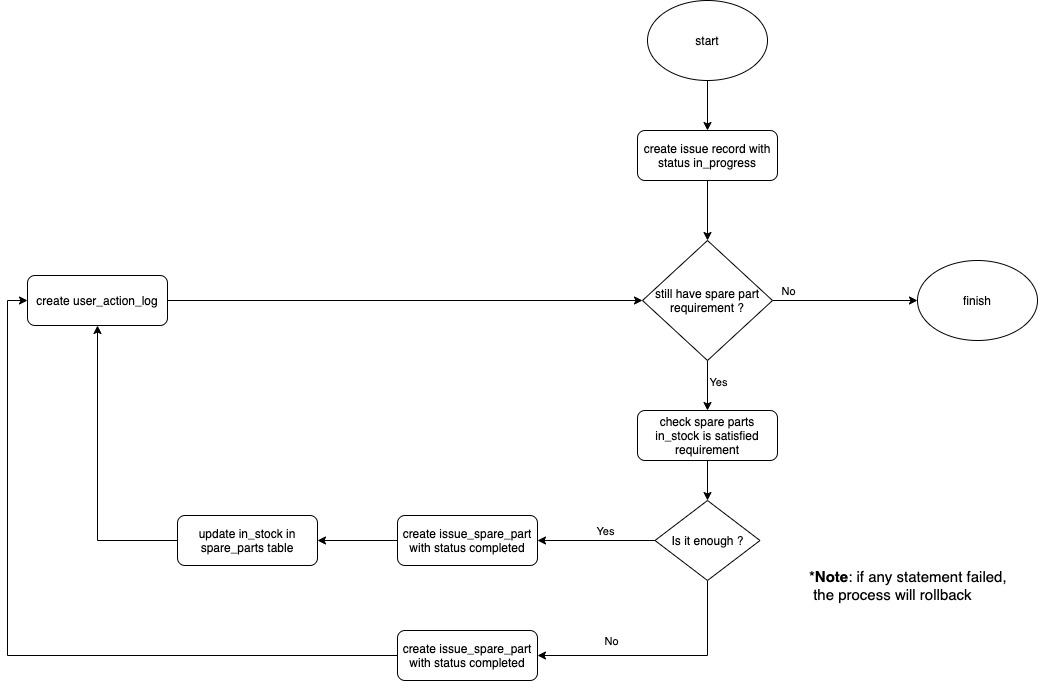 start
create issue record with
status in_progress
create user_action_log
still have spare part
requirement ?
No
finish
Yes
check spare parts
in_stock is satisfied
requirement
update in_stock in
spare_parts table
create issue_spare_part
with status completed
Yes
Is it enough ?
*Note: if any statement failed,
the process will rollback
create issue_spare_part
with status completed
No